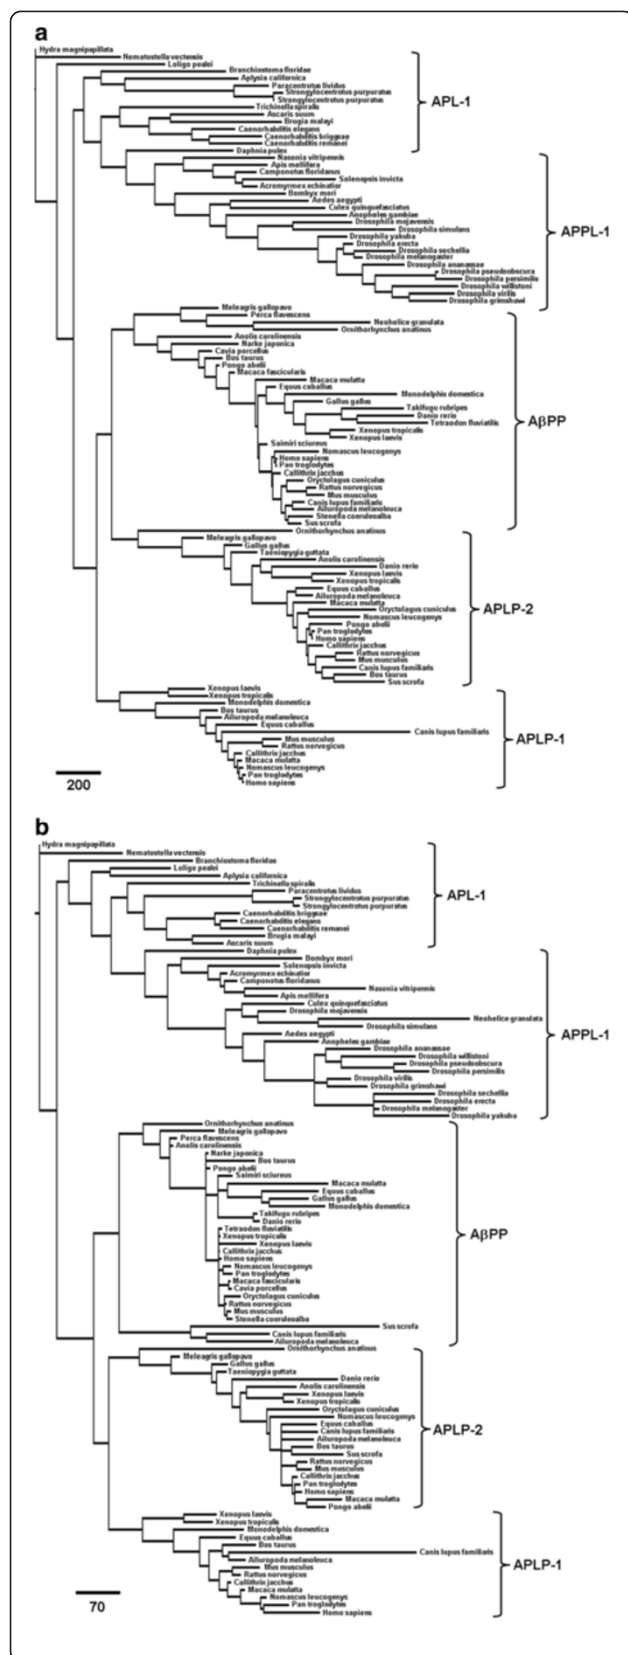 a
Hydra magnipapillata
Nematostella vectensis
Loligo pealei
Branchiostoma floridae
Aplysia californica
Paracentrotus lividus
Strongylocentrotus purpuratus
Strongylocentrotus purpuratus
Trichinella spiralis
Ascaris suum
Brugia malayi
Caenorhabditis elegans
Caenorhabditis briggsae
Caenorhabditis remanei
APL-1
Daphnia pulex
Nasonia vitripennis
Apis mellifera
Camponotus floridanus
Solenopsis invicta
Acromyrmex echinatior
Bombyx mori
Aedes aegypti
Culex quinquefasciatus
Anopheles gambiae
Drosophila mojavensis
Drosophila simulans
Drosophila yakuba
Drosophila erecta
Drosophila sechellia
Drosophila melanogaster
Drosophila ananassae
Drosophila pseudoobscura
Drosophila persimilis
Drosophila willistoni
Drosophila virilis
Drosophila grimshawi
APPL-1
Meleagris gallopavo
Perca flavescens
Neohelice granulata
Ornithorhynchus anatinus
Anolis carolinensis
Narke japonica
Cavia porcellus
Bos taurus
Pongo abelii
Macaca fascicularis
Macaca mulatta
Equus caballus
Monodelphis domestica
Gallus gallus
Takifugu rubripes
Danio rerio
Tetraodon fluviatilis
Xenopus tropicalis
Xenopus laevis
Saimiri sciureus
Nomascus leucogenys
Homo sapiens
Pan troglodytes
Callithrix jacchus
Oryctolagus cuniculus
Rattus norvegicus
Mus musculus
Canis lupus familiaris
Ailuropoda melanoleuca
Stenella coeruleoalba
Sus scrofa
AβPP
Ornithorhynchus anatinus
Meleagris gallopavo
Gallus gallus
Taeniopygia guttata
Anolis carolinensis
Danio rerio
Xenopus laevis
Xenopus tropicalis
Equus caballus
Ailuropoda melanoleuca
Macaca mulatta
Oryctolagus cuniculus
Nomascus leucogenys
Pongo abelii
Pan troglodytes
Homo sapiens
Callithrix jacchus
Rattus norvegicus
Mus musculus
Canis lupus familiaris
Bos taurus
Sus scrofa
APLP-2
Xenopus laevis
Xenopus tropicalis
Monodelphis domestica
Bos taurus
Ailuropoda melanoleuca
Equus caballus
Canis lupus familiaris
Mus musculus
Rattus norvegicus
Callithrix jacchus
Macaca mulatta
Nomascus leucogenys
Pan troglodytes
Homo sapiens
APLP-1
200
b
Hydra magnipapillata
Nematostella vectensis
Branchiostoma floridae
Loligo pealei
Aplysia californica
Trichinella spiralis
Paracentrotus lividus
Strongylocentrotus purpuratus
Strongylocentrotus purpuratus
Caenorhabditis briggsae
Caenorhabditis elegans
Caenorhabditis remanei
Brugia malayi
Ascaris suum
APL-1
Daphnia pulex
Bombyx mori
Solenopsis invicta
Acromyrmex echinatior
Camponotus floridanus
Nasonia vitripennis
Apis mellifera
Culex quinquefasciatus
Drosophila mojavensis
Neohelice granulata
Drosophila simulans
Aedes aegypti
Anopheles gambiae
Drosophila ananassae
Drosophila willistoni
Drosophila pseudoobscura
Drosophila persimilis
Drosophila virilis
Drosophila grimshawi
Drosophila sechellia
Drosophila erecta
Drosophila melanogaster
Drosophila yakuba
APPL-1
Ornithorhynchus anatinus
Meleagris gallopavo
Perca flavescens
Anolis carolinensis
Narke japonica
Bos taurus
Pongo abelii
Saimiri sciureus
Macaca mulatta
Equus caballus
Gallus gallus
Monodelphis domestica
Takifugu rubripes
Danio rerio
Tetraodon fluviatilis
Xenopus tropicalis
Xenopus laevis
Callithrix jacchus
Homo sapiens
Nomascus leucogenys
Pan troglodytes
Macaca fascicularis
Cavia porcellus
Oryctolagus cuniculus
Rattus norvegicus
Mus musculus
Stenella coeruleoalba
Sus scrofa
Canis lupus familiaris
Ailuropoda melanoleuca
AβPP
Ornithorhynchus anatinus
Meleagris gallopavo
Gallus gallus
Taeniopygia guttata
Danio rerio
Anolis carolinensis
Xenopus laevis
Xenopus tropicalis
Oryctolagus cuniculus
Nomascus leucogenys
Equus caballus
Canis lupus familiaris
Ailuropoda melanoleuca
Bos taurus
Sus scrofa
Rattus norvegicus
Mus musculus
Callithrix jacchus
Pan troglodytes
Homo sapiens
Macaca mulatta
Pongo abelii
APLP-2
Xenopus laevis
Xenopus tropicalis
Monodelphis domestica
Equus caballus
Bos taurus
Canis lupus familiaris
Ailuropoda melanoleuca
Mus musculus
Rattus norvegicus
Callithrix jacchus
Macaca mulatta
Nomascus leucogenys
Pan troglodytes
Homo sapiens
APLP-1
70